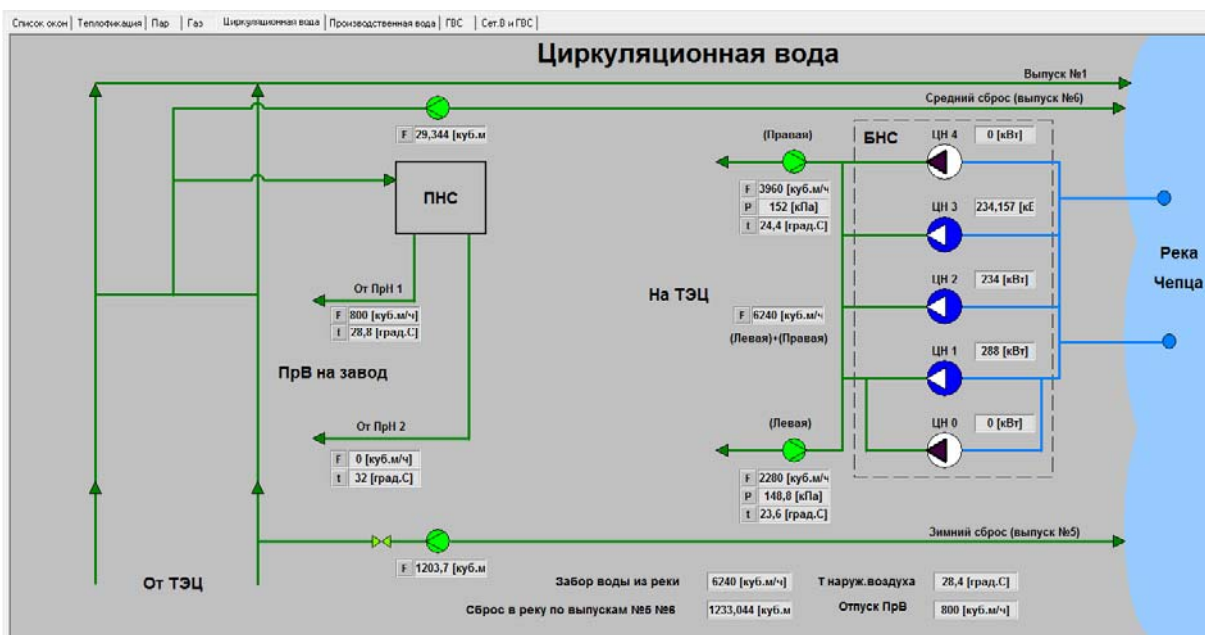 Список окон Теплофикация Пар Газ Циркуляционная вода Производственная вода ГВС Сет.В и ГВС
Циркуляционная вода
Выпуск №1
Средний сброс (выпуск №6)
F 29,344 [куб.м
ПНС
(Правая)
F 3960 [куб.м/ч
P 152 [кПа]
t 24,4 [град.С]
БНС
ЦН 4 0 [кВт]
ЦН 3 234,157 [кЕ
ЦН 2 234 [кВт]
ЦН 1 288 [кВт]
ЦН 0 0 [кВт]
Река
Чепца
От ПрН 1
F 800 [куб.м/ч]
t 28,8 [град.С]
На ТЭЦ
F 6240 [куб.м/ч
(Левая)+(Правая)
ПрВ на завод
От ПрН 2
F 0 [куб.м/ч]
t 32 [град.С]
(Левая)
F 2280 [куб.м/ч
P 148,8 [кПа]
t 23,6 [град.С]
Зимний сброс (выпуск №5)
F 1203,7 [куб.м
От ТЭЦ
Забор воды из реки 6240 [куб.м/ч] Т наруж.воздуха 28,4 [град.С]
Сброс в реку по выпускам №5 №6 1233,044 [куб.м Отпуск ПрВ 800 [куб.м/ч]